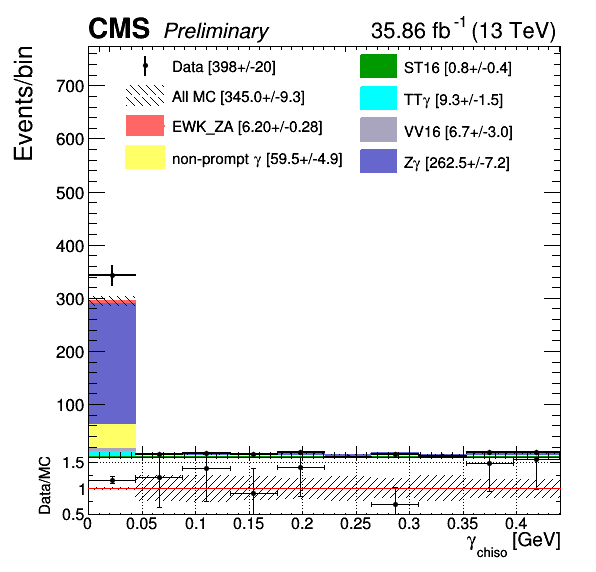 CMS Preliminary 35.86 fb⁻¹ (13 TeV)
Events/bin
Data [398+/-20]
All MC [345.0+/-9.3]
EWK_ZA [6.20+/-0.28]
non-prompt γ [59.5+/-4.9]
ST16 [0.8+/-0.4]
TTγ [9.3+/-1.5]
VV16 [6.7+/-3.0]
Zγ [262.5+/-7.2]
700
600
500
400
300
200
100
Data/MC
1.5
1
0.5
0 0.05 0.1 0.15 0.2 0.25 0.3 0.35 0.4
γchiso [GeV]